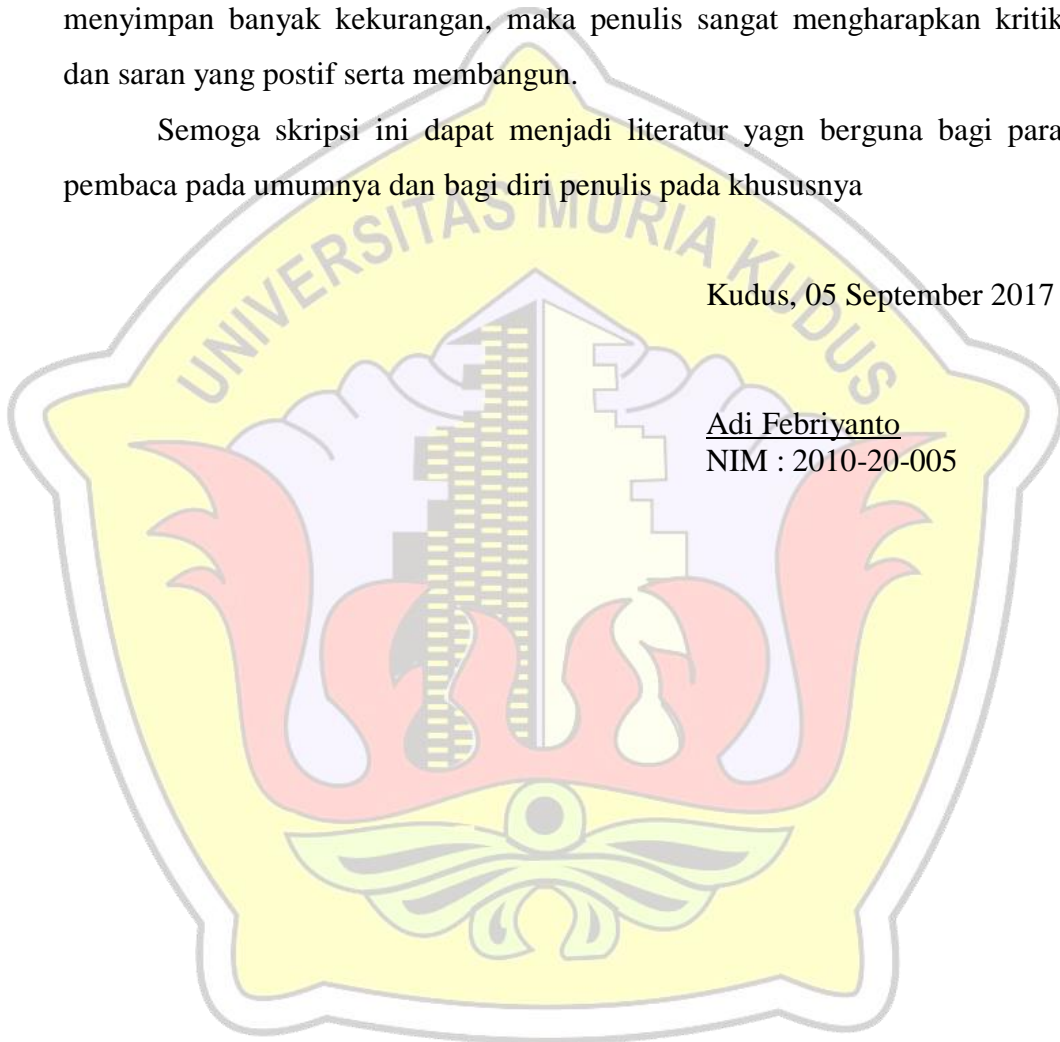 menyimpan banyak kekurangan, maka penulis sangat mengharapkan kritik
dan saran yang postif serta membangun.
Semoga skripsi ini dapat menjadi literatur yagn berguna bagi para
pembaca pada umumnya dan bagi diri penulis pada khususnya
UNIVERSITAS MURIA KUDUS
Kudus, 05 September 2017
Adi Febriyanto
NIM : 2010-20-005